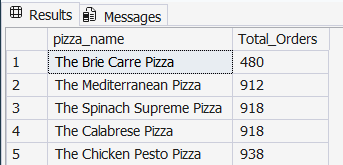 Results Messages
pizza_name Total_Orders
1 The Brie Carre Pizza 480
2 The Mediterranean Pizza 912
3 The Spinach Supreme Pizza 918
4 The Calabrese Pizza 918
5 The Chicken Pesto Pizza 938